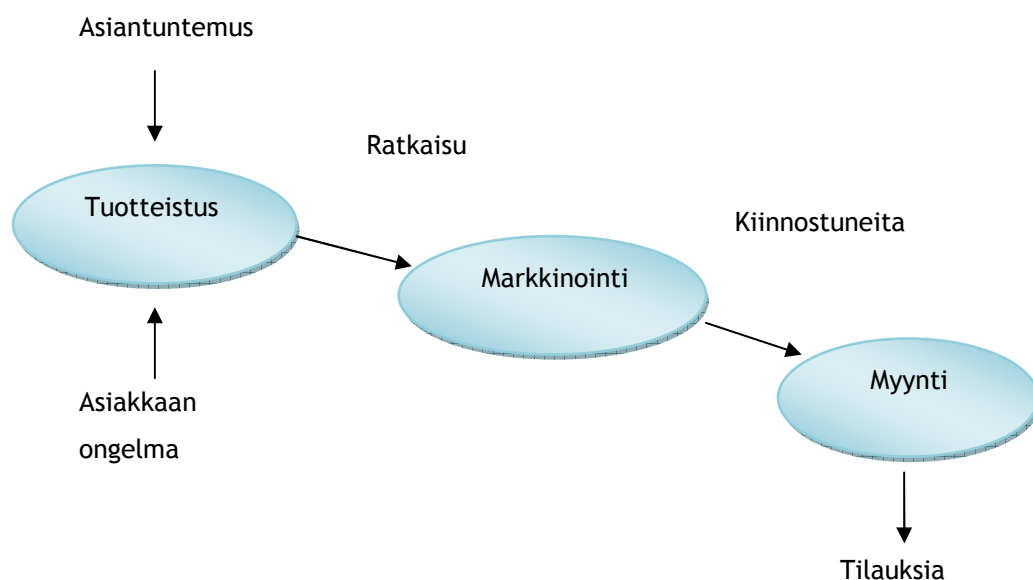 Asiantuntemus
Ratkaisu
Tuotteistus
Kiinnostuneita
Markkinointi
Myynti
Asiakkaan
ongelma
Tilauksia